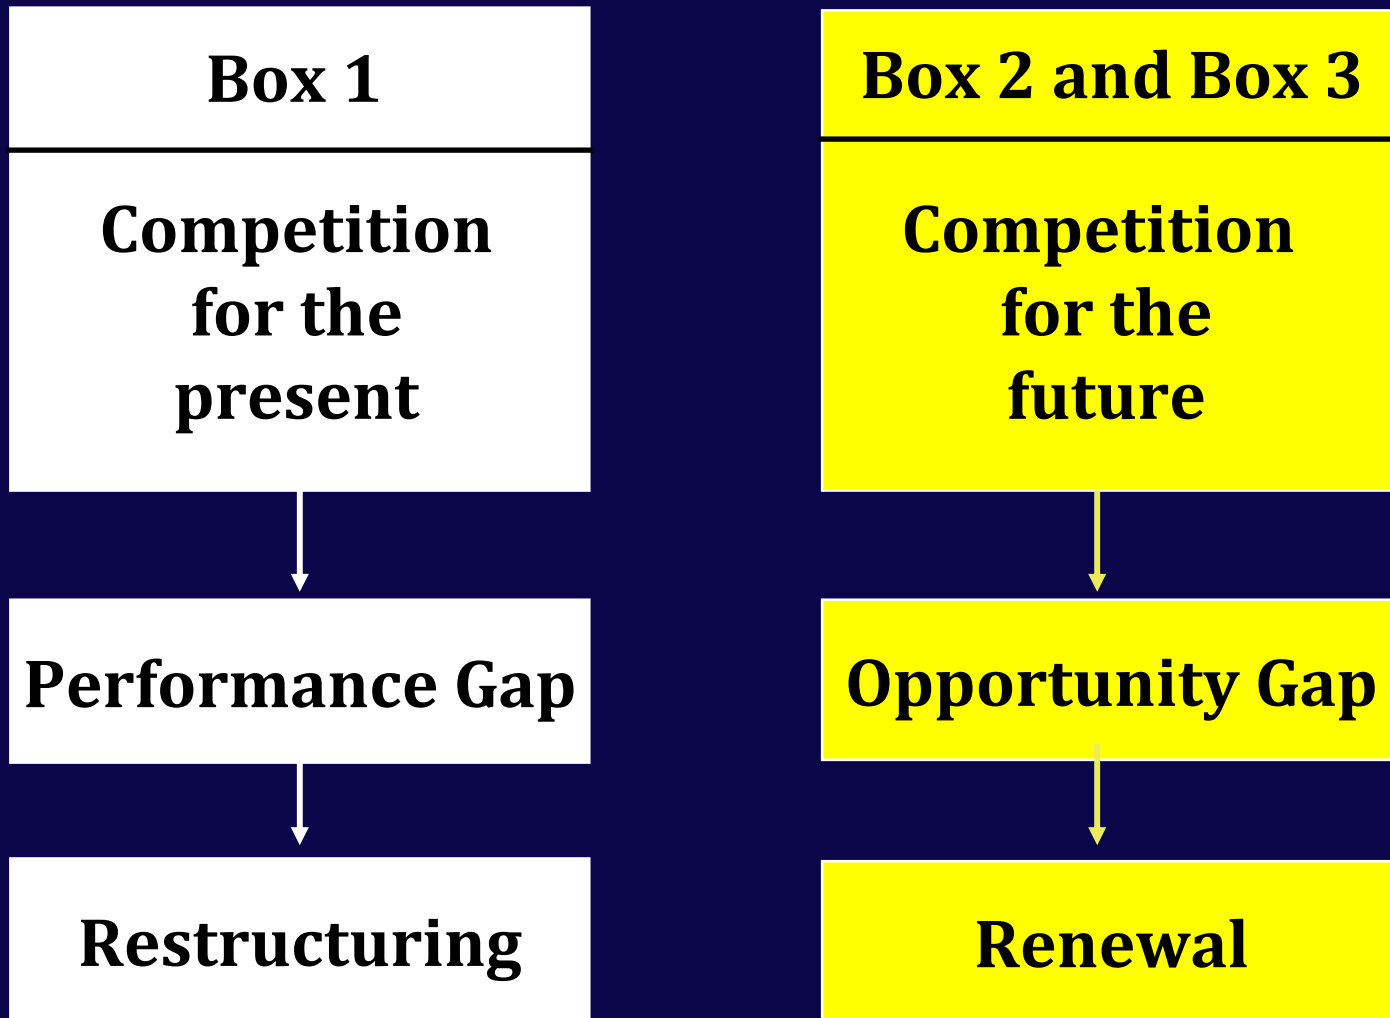 Box 1
Competition
for the
present
Performance Gap
Restructuring
Box 2 and Box 3
Competition
for the
future
Opportunity Gap
Renewal